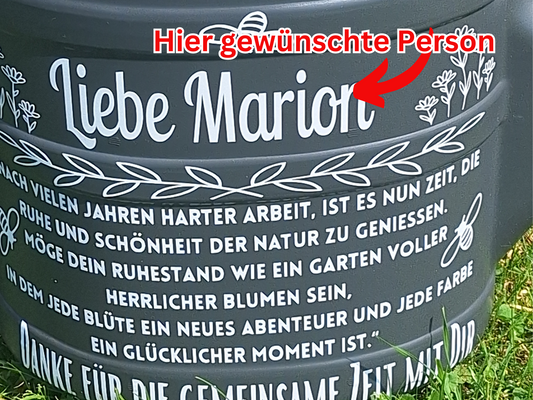 Hier gewünschte Person
Liebe Marion
NACH VIELEN JAHREN HARTER ARBEIT, IST ES NUN ZEIT, DIE
RUHE UND SCHÖNHEIT DER NATUR ZU GENIESSEN.
MÖGE DEIN RUHESTAND WIE EIN GARTEN VOLLER
HERRLICHER BLUMEN SEIN,
IN DEM JEDE BLÜTE EIN NEUES ABENTEUER UND JEDE FARBE
EIN GLÜCKLICHER MOMENT IST.“
DANKE FÜR DIE GEMEINSAME ZEIT MIT DIR